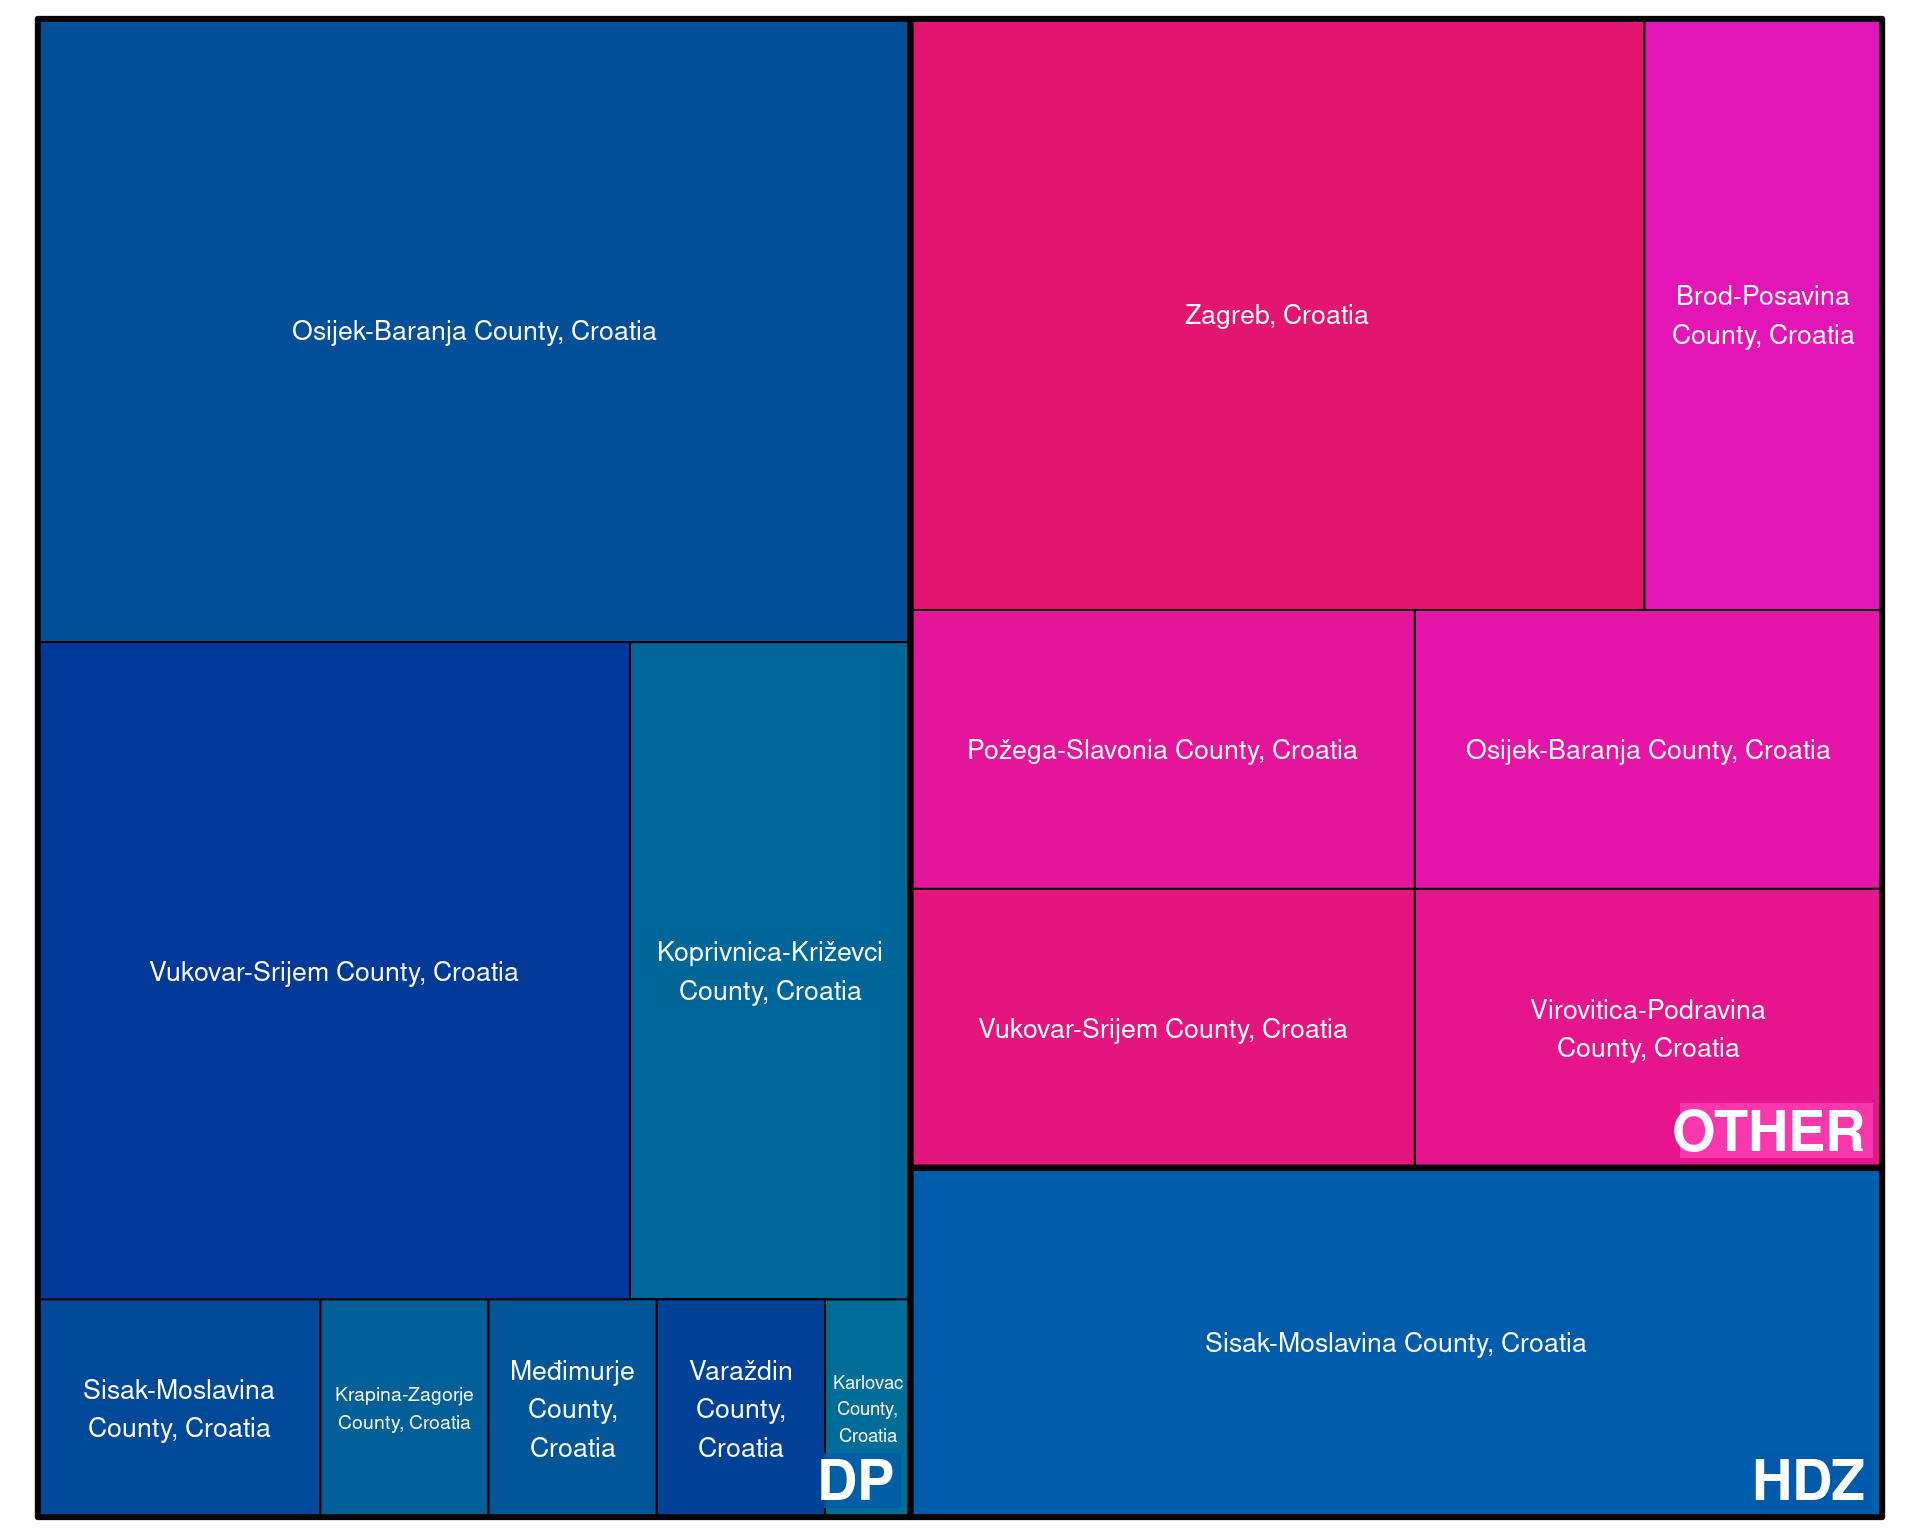 Osijek-Baranja County, Croatia
Vukovar-Srijem County, Croatia
Koprivnica-Križevci
County, Croatia
Sisak-Moslavina
County, Croatia
Krapina-Zagorje
County, Croatia
Međimurje
County,
Croatia
Varaždin
County,
Croatia
Karlovac
County,
Croatia
DP
Zagreb, Croatia
Brod-Posavina
County, Croatia
Požega-Slavonia County, Croatia
Osijek-Baranja County, Croatia
Vukovar-Srijem County, Croatia
Virovitica-Podravina
County, Croatia
OTHER
Sisak-Moslavina County, Croatia
HDZ